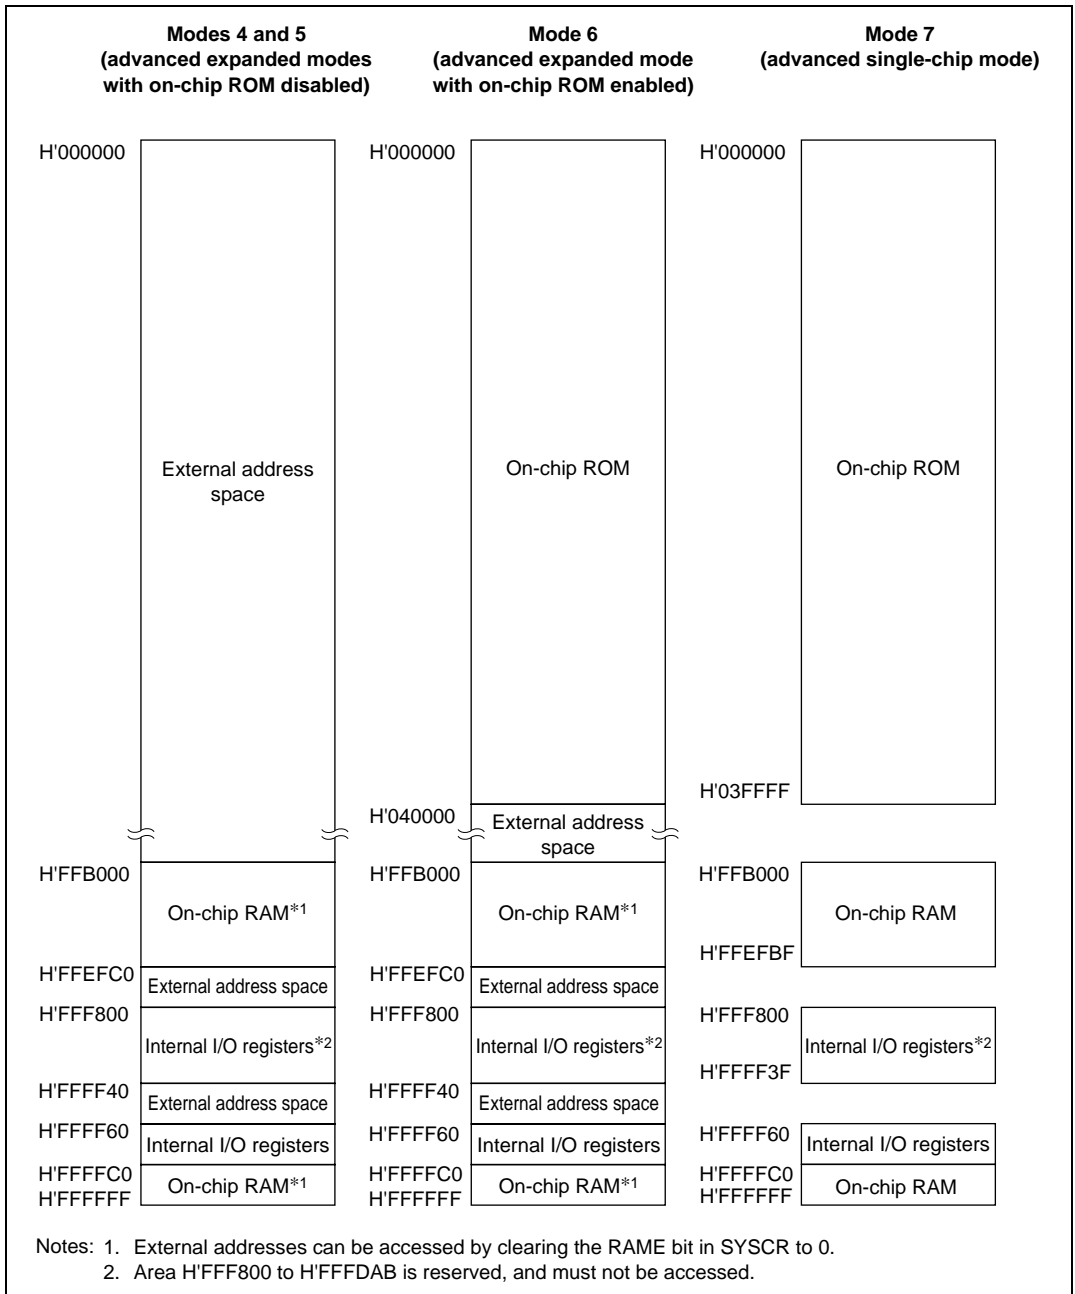 Modes 4 and 5
(advanced expanded modes
with on-chip ROM disabled)
Mode 6
(advanced expanded mode
with on-chip ROM enabled)
Mode 7
(advanced single-chip mode)
H'000000
External address
space
H'FFB000
On-chip RAM*1
H'FFEFC0
External address space
H'FFF800
Internal I/O registers*2
H'FFFF40
External address space
H'FFFF60
Internal I/O registers
H'FFFFC0
On-chip RAM*1
H'FFFFFF
H'000000
On-chip ROM
H'040000
External address
space
H'FFB000
On-chip RAM*1
H'FFEFC0
External address space
H'FFF800
Internal I/O registers*2
H'FFFF40
External address space
H'FFFF60
Internal I/O registers
H'FFFFC0
On-chip RAM*1
H'FFFFFF
H'000000
On-chip ROM
H'03FFFF
H'FFB000
On-chip RAM
H'FFEFBF
H'FFF800
Internal I/O registers*2
H'FFFF3F
H'FFFF60
Internal I/O registers
H'FFFFC0
On-chip RAM
H'FFFFFF
Notes: 1. External addresses can be accessed by clearing the RAME bit in SYSCR to 0.
2. Area H'FFF800 to H'FFFDAB is reserved, and must not be accessed.